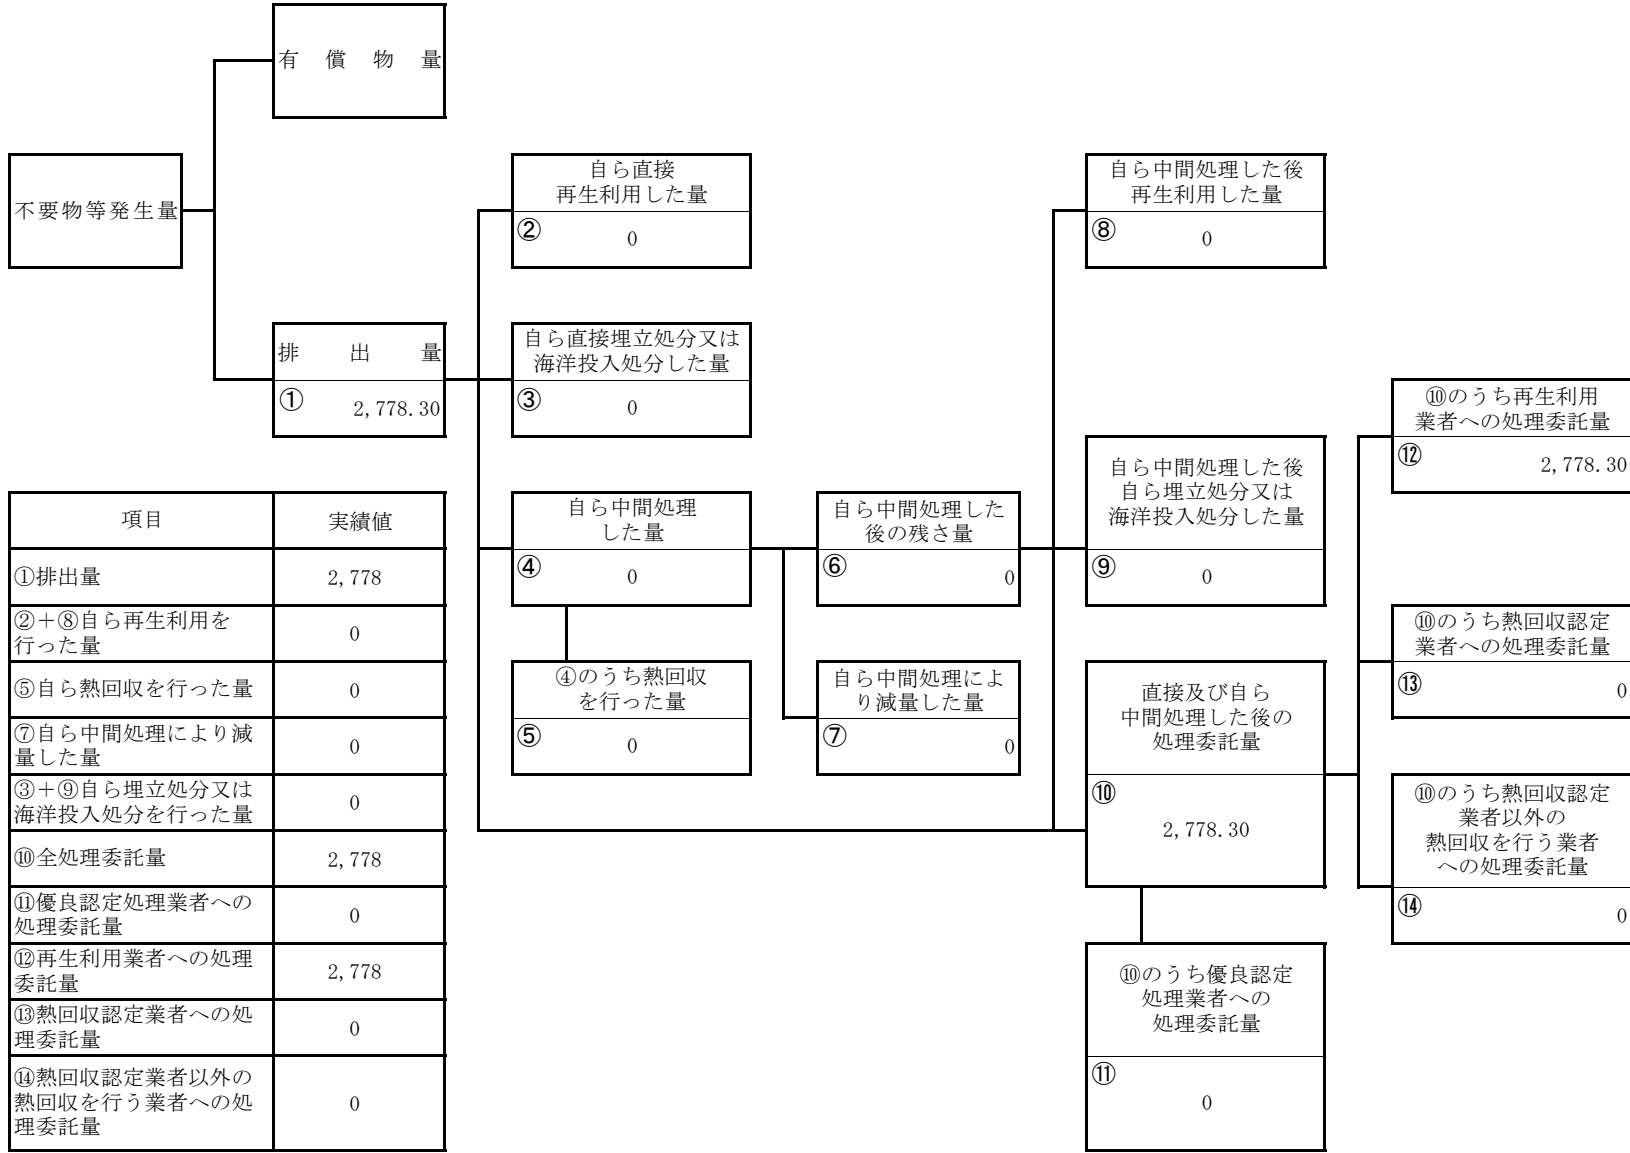 有償物量
不要物等発生量
排出量
① 2,778.30
自ら直接
再生利用した量
② 0
自ら直接埋立処分又は
海洋投入処分した量
③ 0
自ら中間処理
した量
④ 0
④のうち熱回収
を行った量
⑤ 0
自ら中間処理した
後の残さ量
⑥ 0
自ら中間処理によ
り減量した量
⑦ 0
自ら中間処理した後
再生利用した量
⑧ 0
自ら中間処理した後
自ら埋立処分又は
海洋投入処分した量
⑨ 0
直接及び自ら
中間処理した後の
処理委託量
⑩
2,778.30
⑩のうち優良認定
処理業者への
処理委託量
⑪
0
⑩のうち再生利用
業者への処理委託量
⑫ 2,778.30
⑩のうち熱回収認定
業者への処理委託量
⑬ 0
⑩のうち熱回収認定
業者以外の
熱回収を行う業者
への処理委託量
⑭ 0
項目 実績値
①排出量 2,778
②+⑧自ら再生利用を
行った量 0
⑤自ら熱回収を行った量 0
⑦自ら中間処理により減
量した量 0
③+⑨自ら埋立処分又は
海洋投入処分を行った量 0
⑩全処理委託量 2,778
⑪優良認定処理業者への
処理委託量 0
⑫再生利用業者への処理
委託量 2,778
⑬熱回収認定業者への処
理委託量 0
⑭熱回収認定業者以外の
熱回収を行う業者への処
理委託量 0